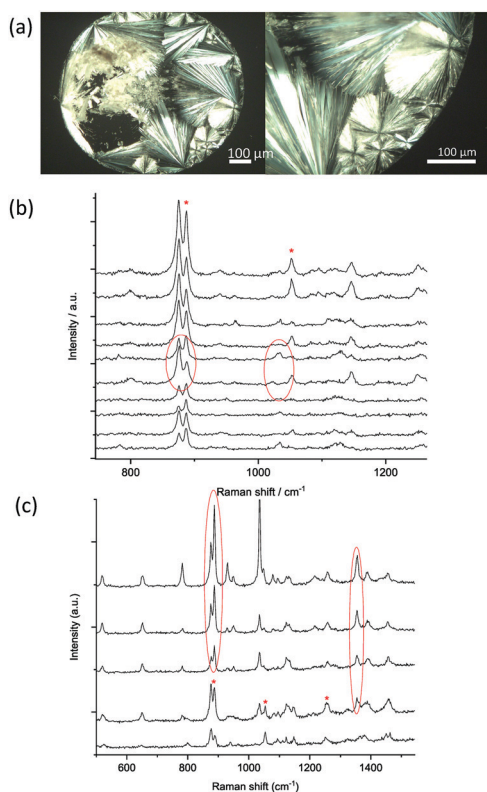 (a)
100 μm
100 μm
(b)
*
*
Intensity / a.u.
800
1000
1200
Raman shift / cm⁻¹
(c)
*
*
*
Intensity (a.u.)
600
800
1000
1200
1400
Raman shift (cm⁻¹)